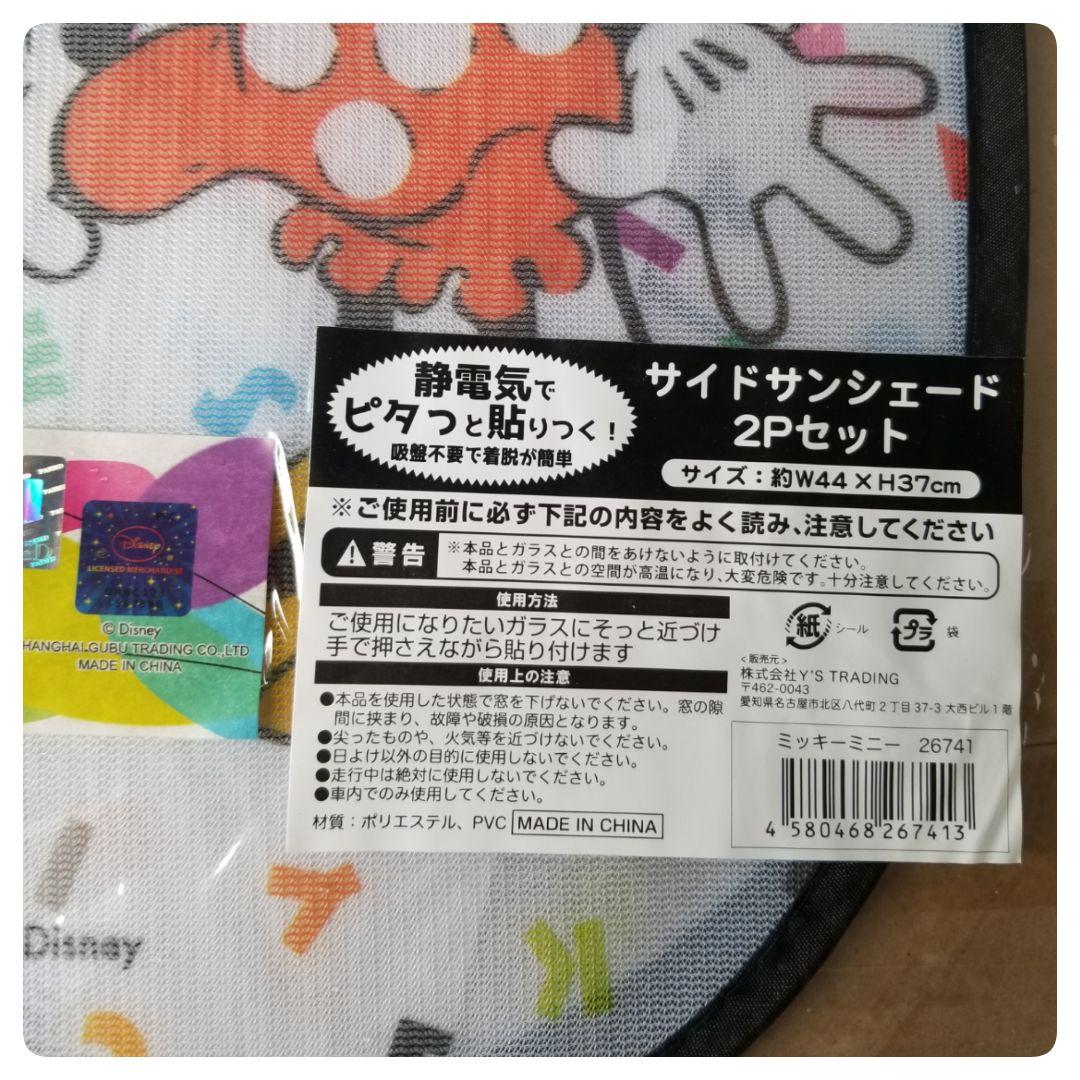 静電気で
ピタっと貼りつく!
吸盤不要で着脱が簡単
サイドサンシェード
2Pセット
サイズ:約W44×H37cm
※ご使用前に必ず下記の内容をよく読み、注意してください
警告
※本品とガラスとの間をあけないように取付けてください。
本品とガラスとの空間が高温になり、大変危険です。十分注意してください。
使用方法
ご使用になりたいガラスにそっと近づけ
手で押さえながら貼り付けます
使用上の注意
●本品を使用した状態で窓を下げないでください。窓の隙
間に挟まり、故障や破損の原因となります。
●尖ったものや、火気等を近づけないでください。
●日よけ以外の目的に使用しないでください。
●走行中は絶対に使用しないでください。
●車内でのみ使用してください。
材質:ポリエステル、PVC MADE IN CHINA
紙 シール
プラ 袋
<販売元>
株式会社Y'S TRADING
〒462-0043
愛知県名古屋市北区八代町2丁目37-3 大西ビル1階
ミッキーミニー 26741
4 580468 267413
Disney
LICENSED MERCHANDISE
© Disney
HANGHAI GUBU TRADING CO.,LTD
MADE IN CHINA
Disney